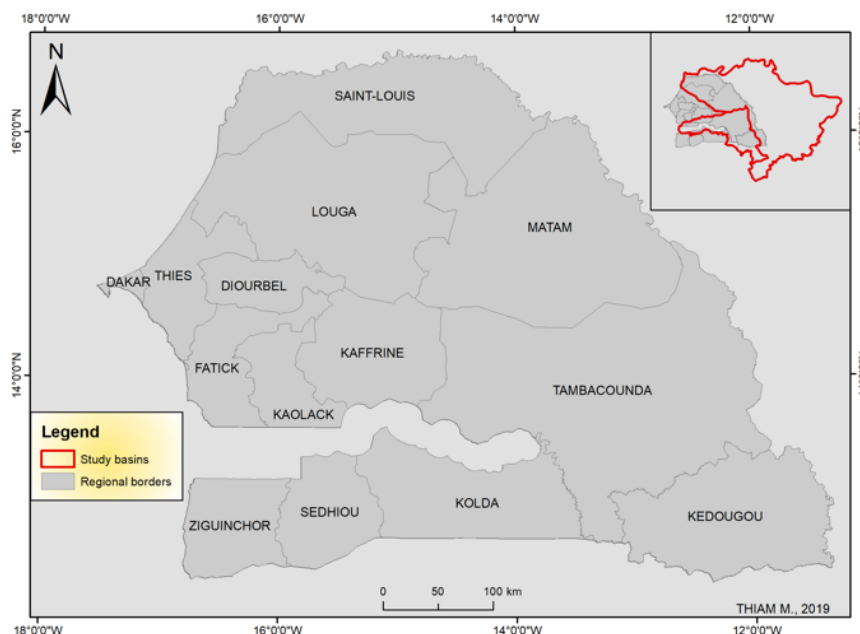 18°0'0"W 16°0'0"W 14°0'0"W 12°0'0"W
N
SAINT-LOUIS
16°0'0"N
LOUGA
MATAM
DAKAR THIES
DIOURBEL
KAFFRINE
FATICK
14°0'0"N
TAMBACOUNDA
KAOLACK
Legend
Study basins
Regional borders
KOLDA
SEDHIOU
KEDOUGOU
ZIGUINCHOR
0 50 100 km
THIAM M., 2019
18°0'0"W 16°0'0"W 14°0'0"W 12°0'0"W